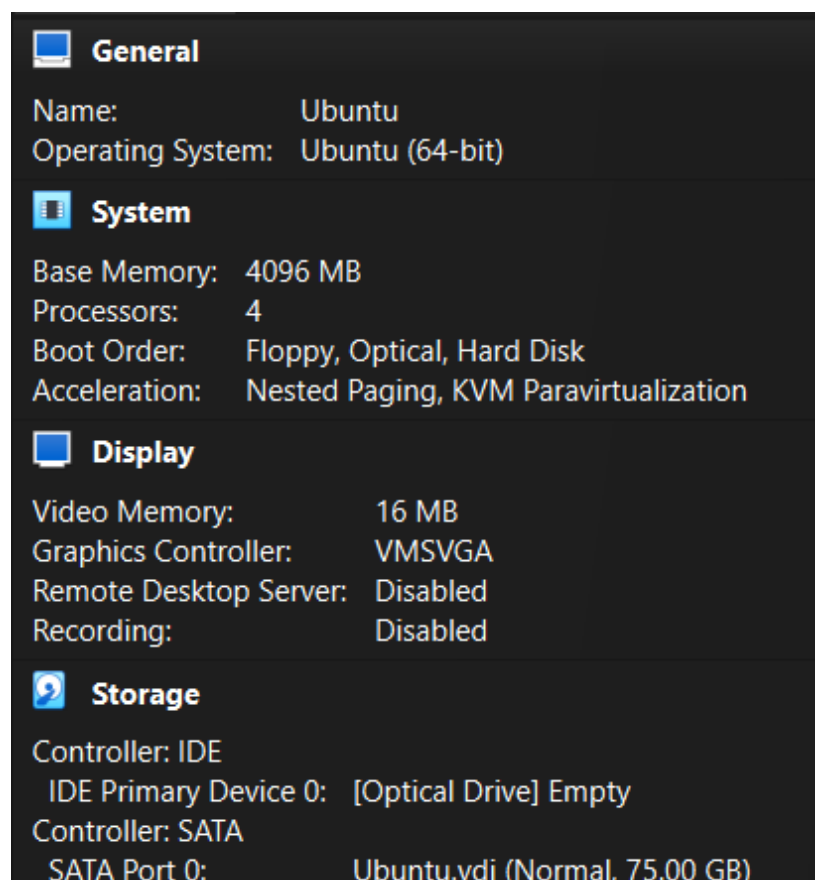 General
Name: Ubuntu
Operating System: Ubuntu (64-bit)
System
Base Memory: 4096 MB
Processors: 4
Boot Order: Floppy, Optical, Hard Disk
Acceleration: Nested Paging, KVM Paravirtualization
Display
Video Memory: 16 MB
Graphics Controller: VMSVGA
Remote Desktop Server: Disabled
Recording: Disabled
Storage
Controller: IDE
IDE Primary Device 0: [Optical Drive] Empty
Controller: SATA
SATA Port 0: Ubuntu.vdi (Normal, 75.00 GB)